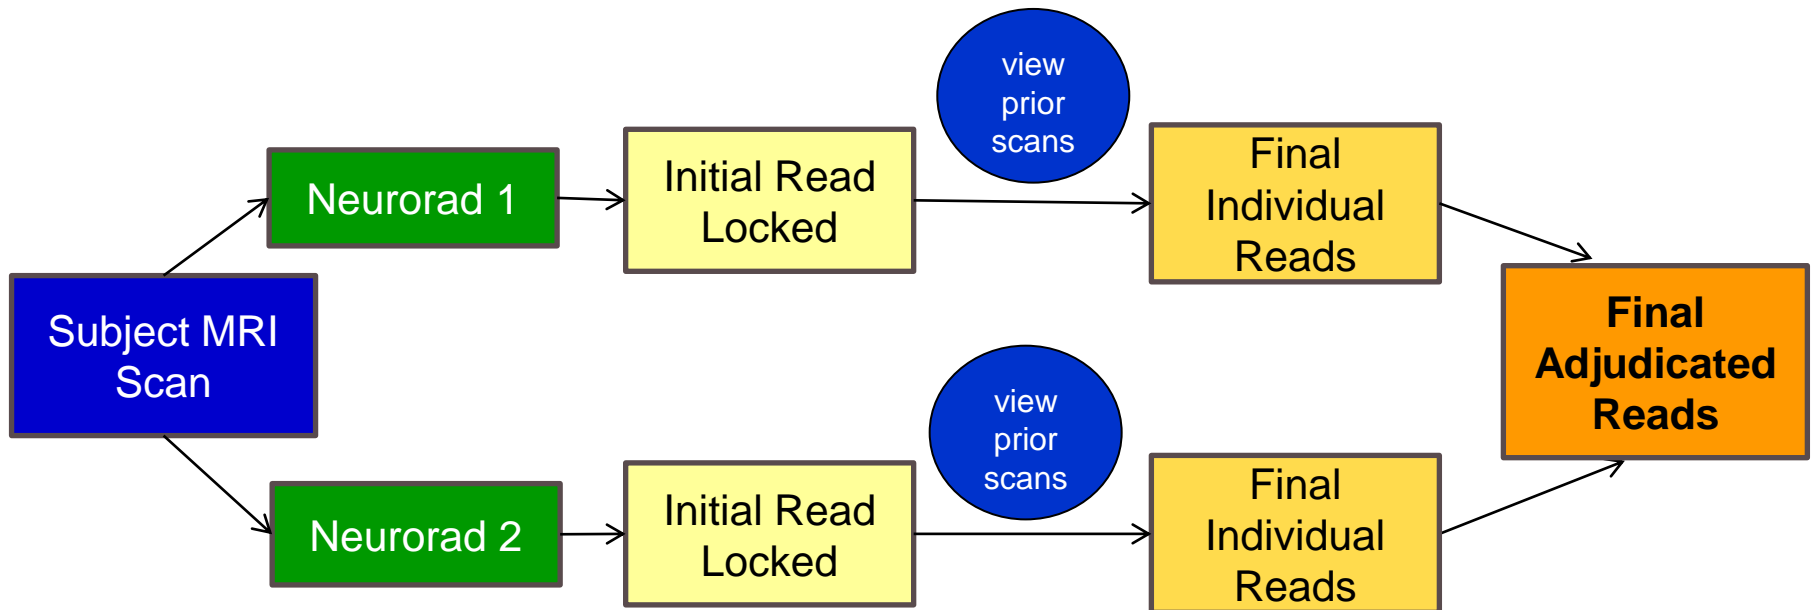 Subject MRI
Scan
Neurorad 1
Initial Read
Locked
view
prior
scans
Final
Individual
Reads
Neurorad 2
Initial Read
Locked
view
prior
scans
Final
Individual
Reads
Final
Adjudicated
Reads